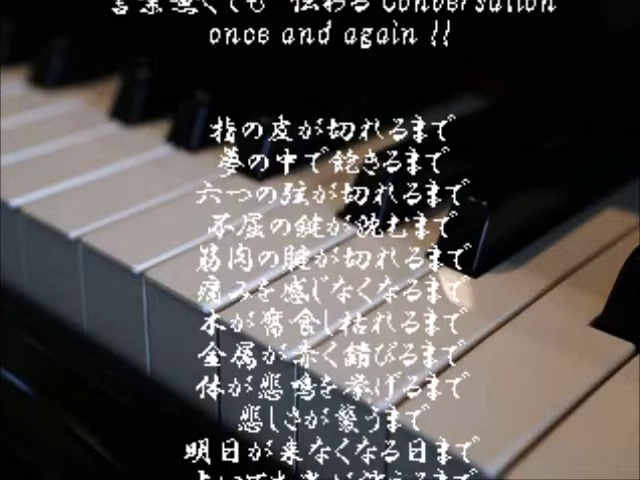 言葉無くても 伝わる Conversation
once and again !!
指の皮が切れるまで
夢の中で飽きるまで
六つの弦が切れるまで
不屈の鍵が沈むまで
筋肉の腱が切れるまで
痛みを感じなくなるまで
木が腐食し枯れるまで
金属が赤く錆びるまで
体が悲鳴を挙げるまで
悲しさが襲うまで
明日が来なくなる日まで